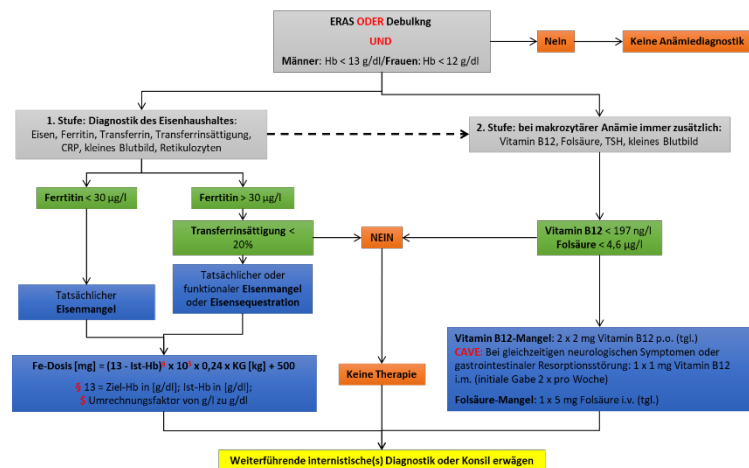 ERAS ODER Debulkng
UND
Männer: Hb < 13 g/dl/Frauen: Hb < 12 g/dl
Nein
Keine Anämiediagnostik
1. Stufe: Diagnostik des Eisenhaushaltes:
Eisen, Ferritin, Transferrin, Transferrinsättigung,
CRP, kleines Blutbild, Retikulozyten
2. Stufe: bei makrozytärer Anämie immer zusätzlich:
Vitamin B12, Folsäure, TSH, kleines Blutbild
Ferrtitin < 30 µg/l
Ferrtitin > 30 µg/l
Transferrinsättigung <
20%
NEIN
Vitamin B12 < 197 ng/l
Folsäure < 4,6 µg/l
Tatsächlicher
Eisenmangel
Tatsächlicher oder
funktionaler Eisenmangel
oder Eisensequestration
Fe-Dosis [mg] = (13 - Ist-Hb)§ x 10$ x 0,24 x KG [kg] + 500
§ 13 = Ziel-Hb in [g/dl]; Ist-Hb in [g/dl];
$ Umrechnungsfaktor von g/l zu g/dl
Keine Therapie
Vitamin B12-Mangel: 2 x 2 mg Vitamin B12 p.o. (tgl.)
CAVE: Bei gleichzeitigen neurologischen Symptomen oder
gastrointestinaler Resorptionsstörung: 1 x 1 mg Vitamin B12
i.m. (initiale Gabe 2 x pro Woche)
Folsäure-Mangel: 1 x 5 mg Folsäure i.v. (tgl.)
Weiterführende internistische(s) Diagnostik oder Konsil erwägen